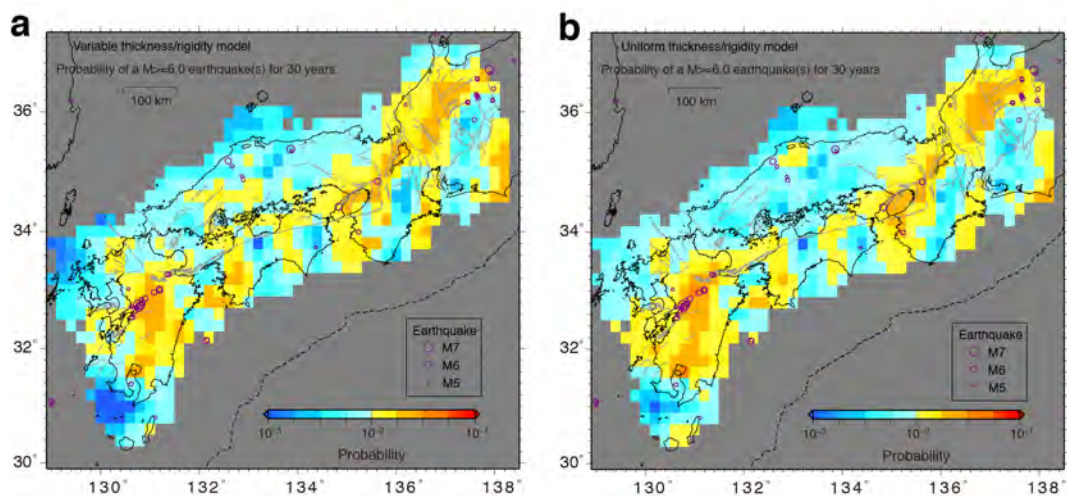 a
Variable thickness/rigidity model
Probability of a M>=6.0 earthquake(s) for 30 years
100 km
36˚
34˚
32˚
30˚
Earthquake
M7
M6
M5
10⁻³ 10⁻² 10⁻¹
Probability
130˚ 132˚ 134˚ 136˚ 138˚
b
Uniform thickness/rigidity model
Probability of a M>=6.0 earthquake(s) for 30 years
100 km
36˚
34˚
32˚
30˚
Earthquake
M7
M6
M5
10⁻³ 10⁻² 10⁻¹
Probability
130˚ 132˚ 134˚ 136˚ 138˚